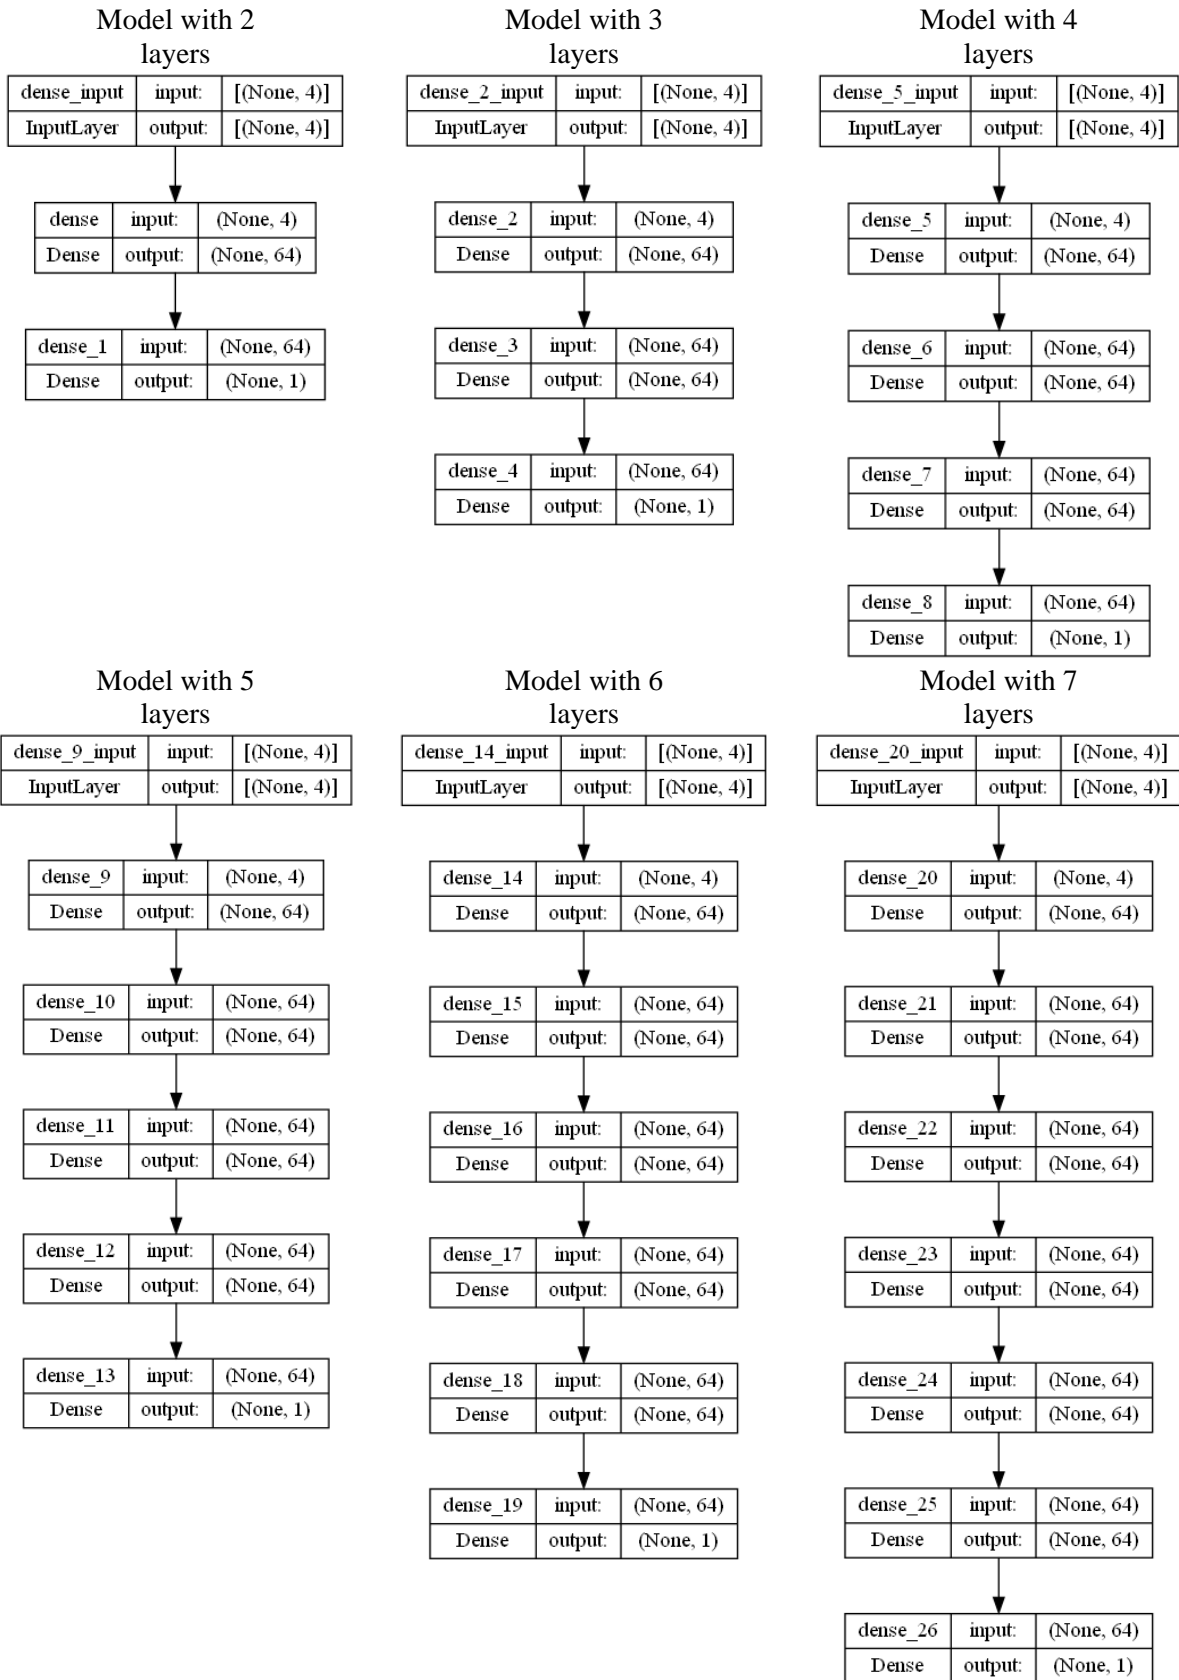 Model with 2
layers
dense_input input: [(None, 4)]
InputLayer output: [(None, 4)]
dense input: (None, 4)
Dense output: (None, 64)
dense_1 input: (None, 64)
Dense output: (None, 1)
Model with 3
layers
dense_2_input input: [(None, 4)]
InputLayer output: [(None, 4)]
dense_2 input: (None, 4)
Dense output: (None, 64)
dense_3 input: (None, 64)
Dense output: (None, 64)
dense_4 input: (None, 64)
Dense output: (None, 1)
Model with 4
layers
dense_5_input input: [(None, 4)]
InputLayer output: [(None, 4)]
dense_5 input: (None, 4)
Dense output: (None, 64)
dense_6 input: (None, 64)
Dense output: (None, 64)
dense_7 input: (None, 64)
Dense output: (None, 64)
dense_8 input: (None, 64)
Dense output: (None, 1)
Model with 5
layers
dense_9_input input: [(None, 4)]
InputLayer output: [(None, 4)]
dense_9 input: (None, 4)
Dense output: (None, 64)
dense_10 input: (None, 64)
Dense output: (None, 64)
dense_11 input: (None, 64)
Dense output: (None, 64)
dense_12 input: (None, 64)
Dense output: (None, 64)
dense_13 input: (None, 64)
Dense output: (None, 1)
Model with 6
layers
dense_14_input input: [(None, 4)]
InputLayer output: [(None, 4)]
dense_14 input: (None, 4)
Dense output: (None, 64)
dense_15 input: (None, 64)
Dense output: (None, 64)
dense_16 input: (None, 64)
Dense output: (None, 64)
dense_17 input: (None, 64)
Dense output: (None, 64)
dense_18 input: (None, 64)
Dense output: (None, 64)
dense_19 input: (None, 64)
Dense output: (None, 1)
Model with 7
layers
dense_20_input input: [(None, 4)]
InputLayer output: [(None, 4)]
dense_20 input: (None, 4)
Dense output: (None, 64)
dense_21 input: (None, 64)
Dense output: (None, 64)
dense_22 input: (None, 64)
Dense output: (None, 64)
dense_23 input: (None, 64)
Dense output: (None, 64)
dense_24 input: (None, 64)
Dense output: (None, 64)
dense_25 input: (None, 64)
Dense output: (None, 64)
dense_26 input: (None, 64)
Dense output: (None, 1)